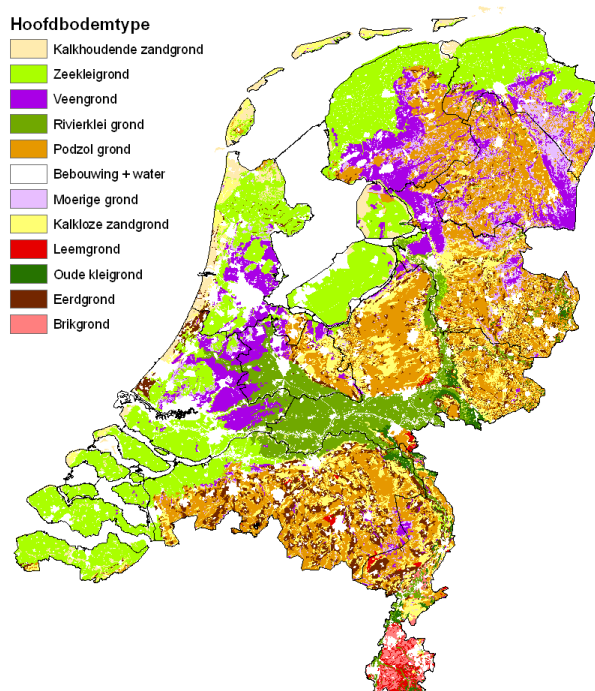 Hoofdbodemtype
Kalkhoudende zandgrond
Zeekleigrond
Veengrond
Rivierklei grond
Podzol grond
Bebouwing + water
Moerige grond
Kalkloze zandgrond
Leemgrond
Oude kleigrond
Eerdgrond
Brikgrond